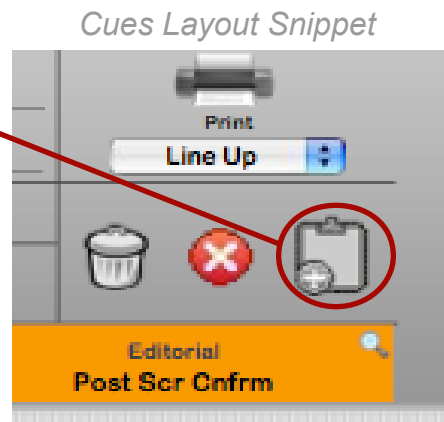 Cues Layout Snippet
Print
Line Up
Editorial
Post Scr Cnfrm